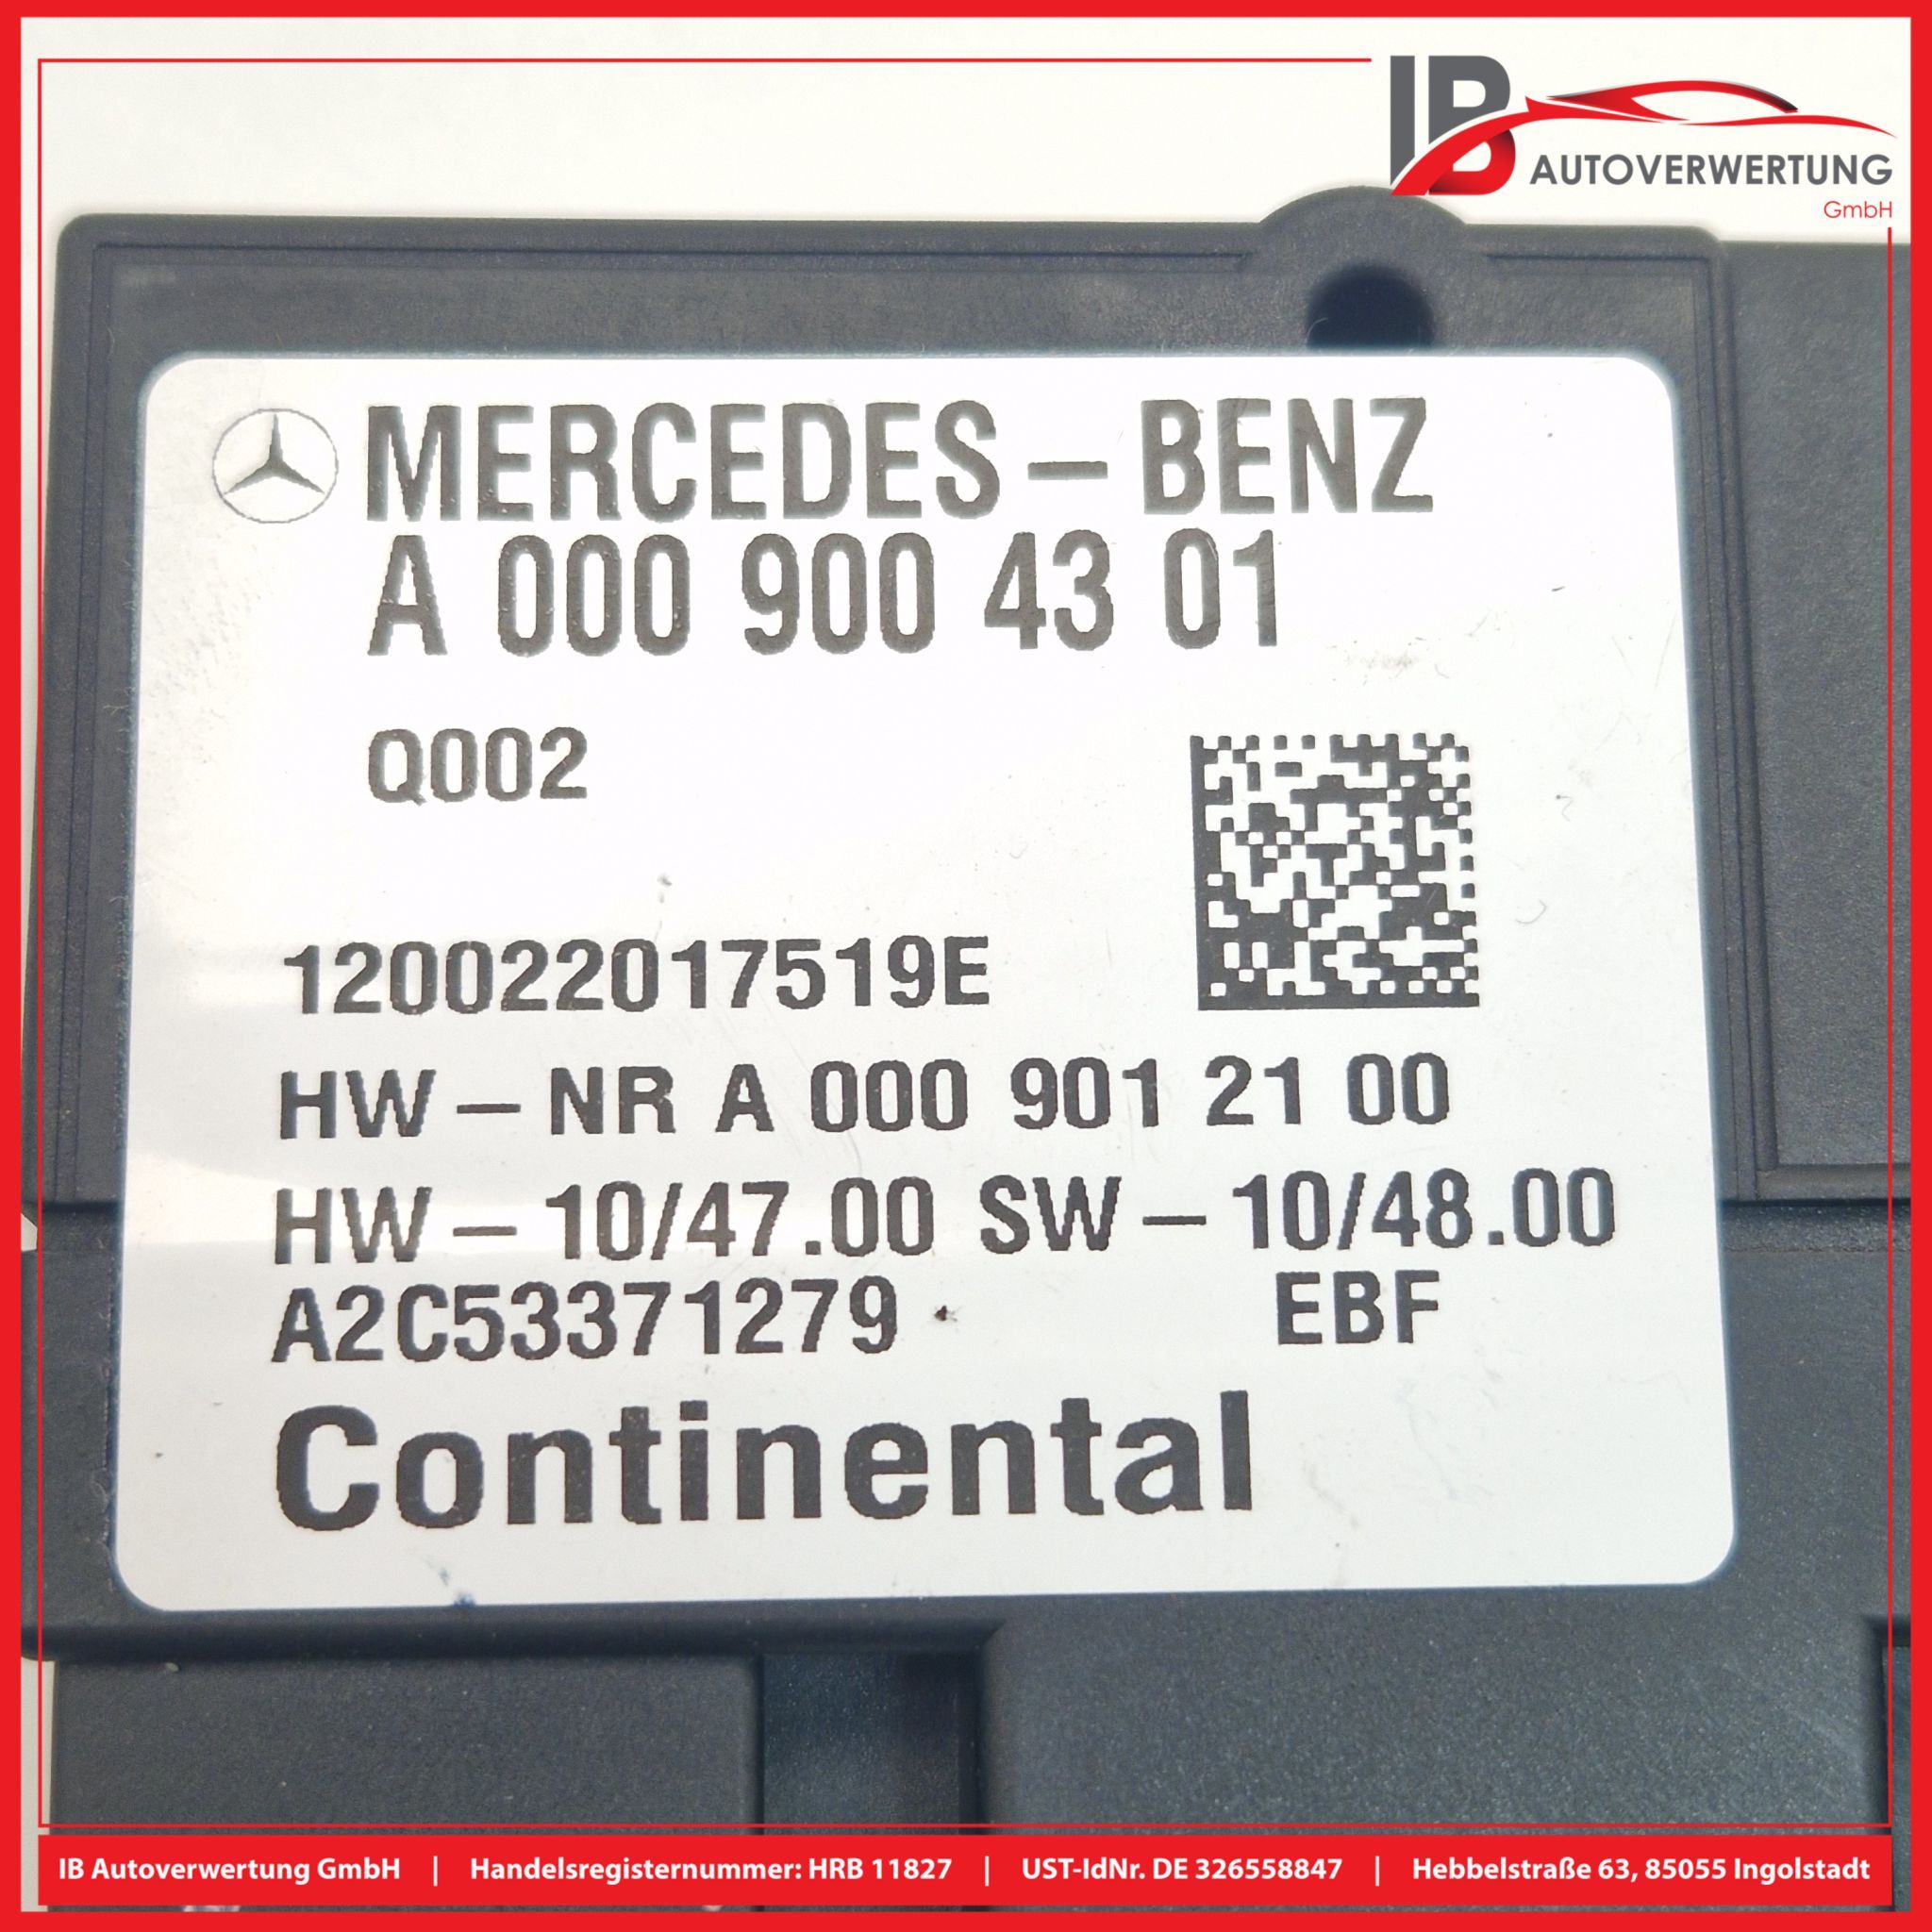 IB AUTOVERWERTUNG
GmbH
MERCEDES-BENZ
A 000 900 43 01
Q002
120022017519E
HW-NR A 000 901 21 00
HW-10/47.00 SW-10/48.00
A2C53371279 EBF
Continental
IB Autoverwertung GmbH | Handelsregisternummer: HRB 11827 | UST-IdNr. DE 326558847 | Hebbelstraße 63, 85055 Ingolstadt